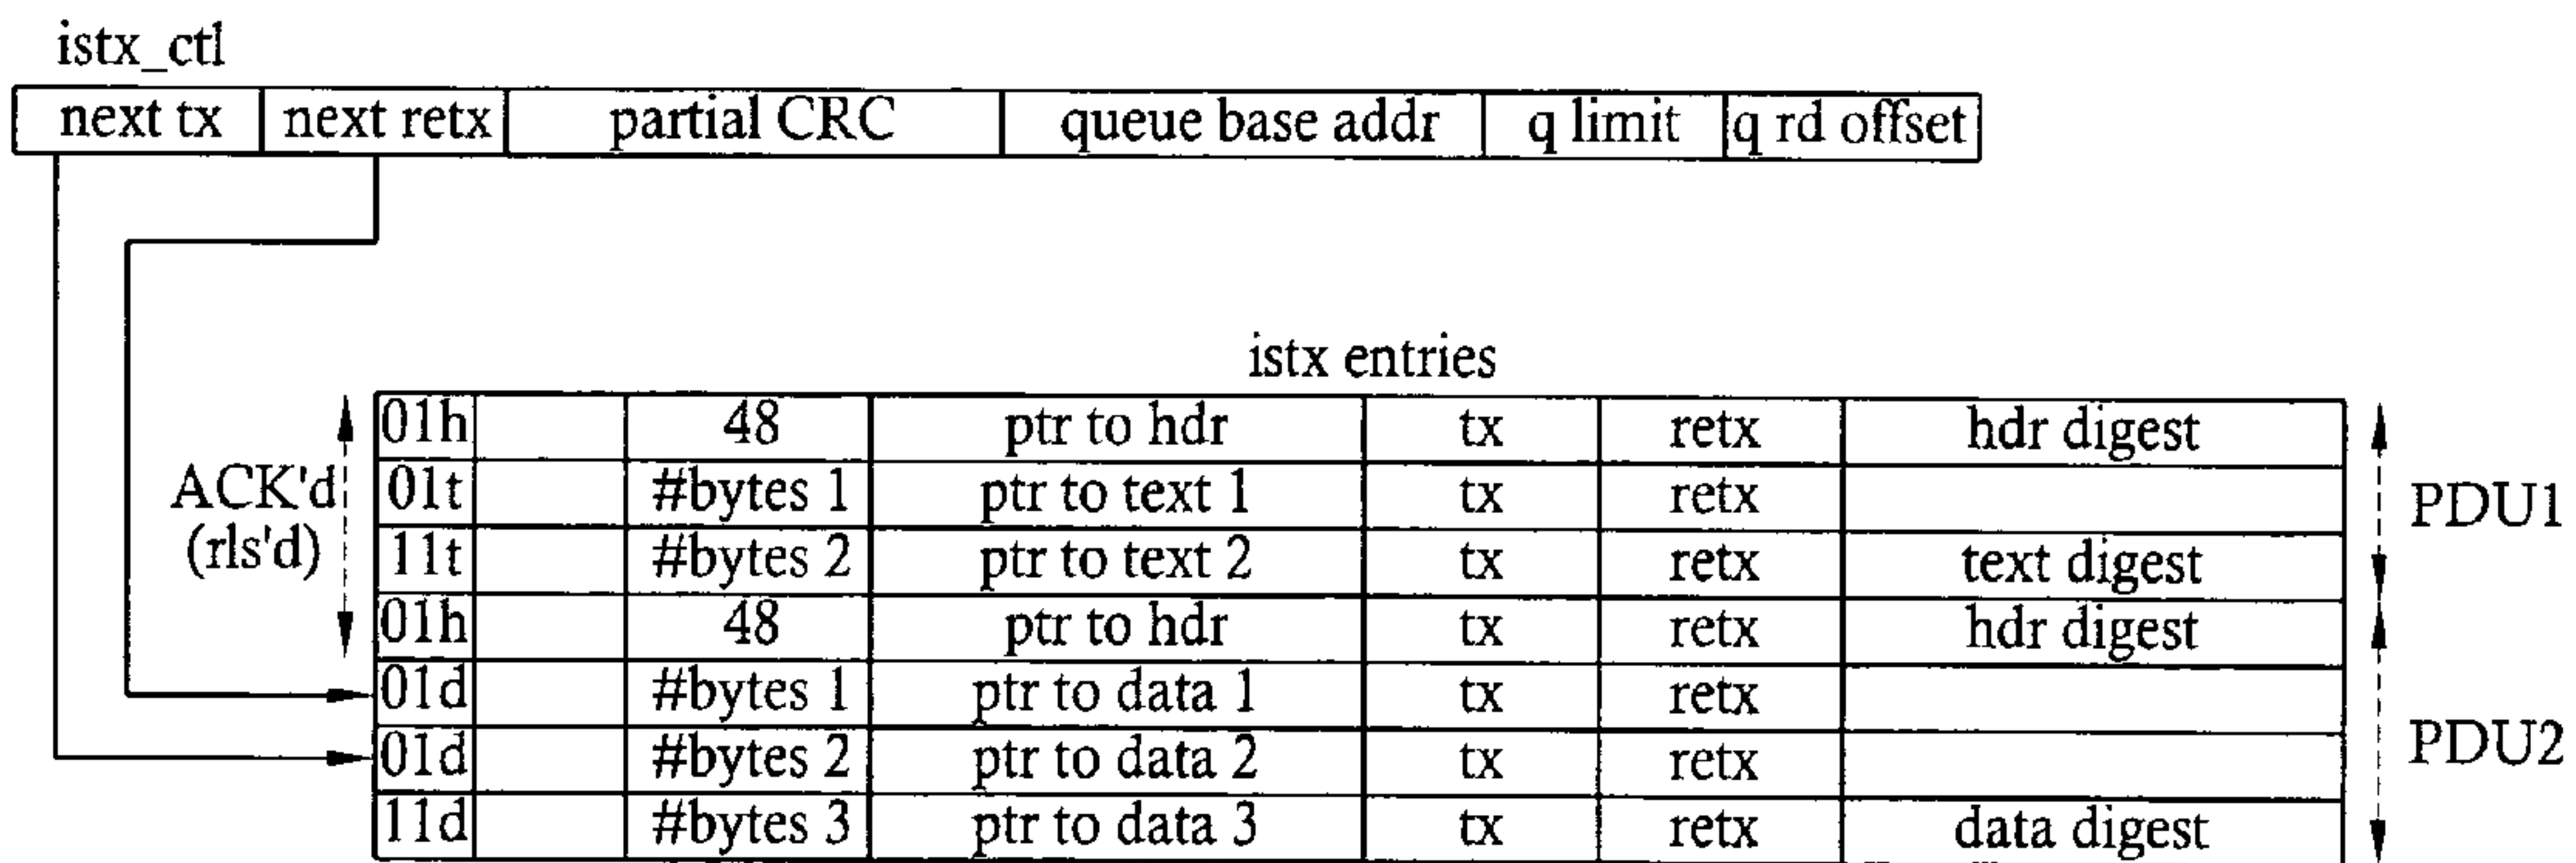 istx_ctl
next tx next retx partial CRC queue base addr q limit q rd offset
istx entries
01h 48 ptr to hdr tx retx hdr digest
01t #bytes 1 ptr to text 1 tx retx
11t #bytes 2 ptr to text 2 tx retx text digest
01h 48 ptr to hdr tx retx hdr digest
01d #bytes 1 ptr to data 1 tx retx
01d #bytes 2 ptr to data 2 tx retx
11d #bytes 3 ptr to data 3 tx retx data digest
ACK'd
(rls'd)
PDU1
PDU2